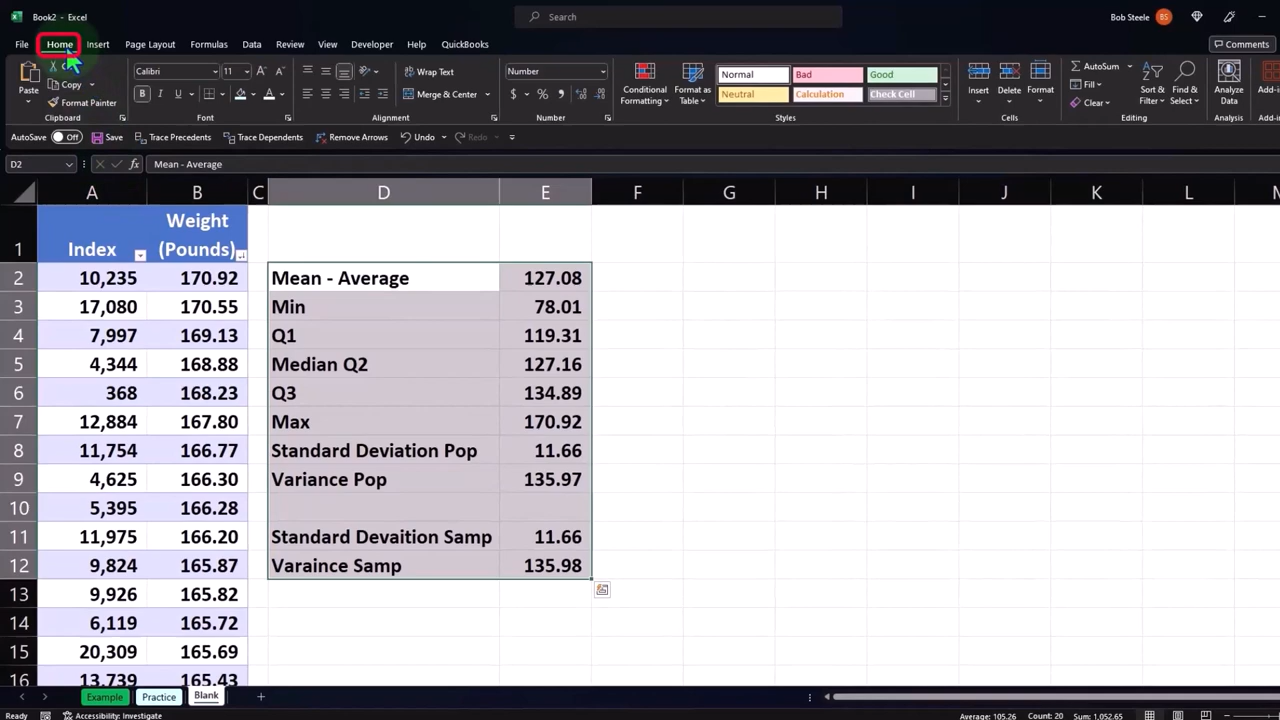 Book2 - Excel
Search
Bob Steele BS
File Home Insert Page Layout Formulas Data Review View Developer Help QuickBooks
Comments
Calibri 11
Wrap Text
Number
Normal Bad Good
AutoSum
Paste
Copy
Format Painter
Merge & Center
Conditional Formatting
Format as Table
Neutral Calculation Check Cell
Insert Delete Format
Fill
Clear
Sort & Filter
Find & Select
Analyze Data
Clipboard Font Alignment Number Styles Cells Editing Analysis
AutoSave Off Save Trace Precedents Trace Dependents Remove Arrows Undo Redo
D2 fx Mean - Average
A B C D E F G H I J K L
1 Index Weight (Pounds)
2 10,235 170.92 Mean - Average 127.08
3 17,080 170.55 Min 78.01
4 7,997 169.13 Q1 119.31
5 4,344 168.88 Median Q2 127.16
6 368 168.23 Q3 134.89
7 12,884 167.80 Max 170.92
8 11,754 166.77 Standard Deviation Pop 11.66
9 4,625 166.30 Variance Pop 135.97
10 5,395 166.28
11 11,975 166.20 Standard Devaition Samp 11.66
12 9,824 165.87 Varaince Samp 135.98
13 9,926 165.82
14 6,119 165.72
15 20,309 165.69
16 13,739 165.43
Example Practice Blank
Ready Accessibility: Investigate Average: 105.26 Count: 20 Sum: 1,052.65